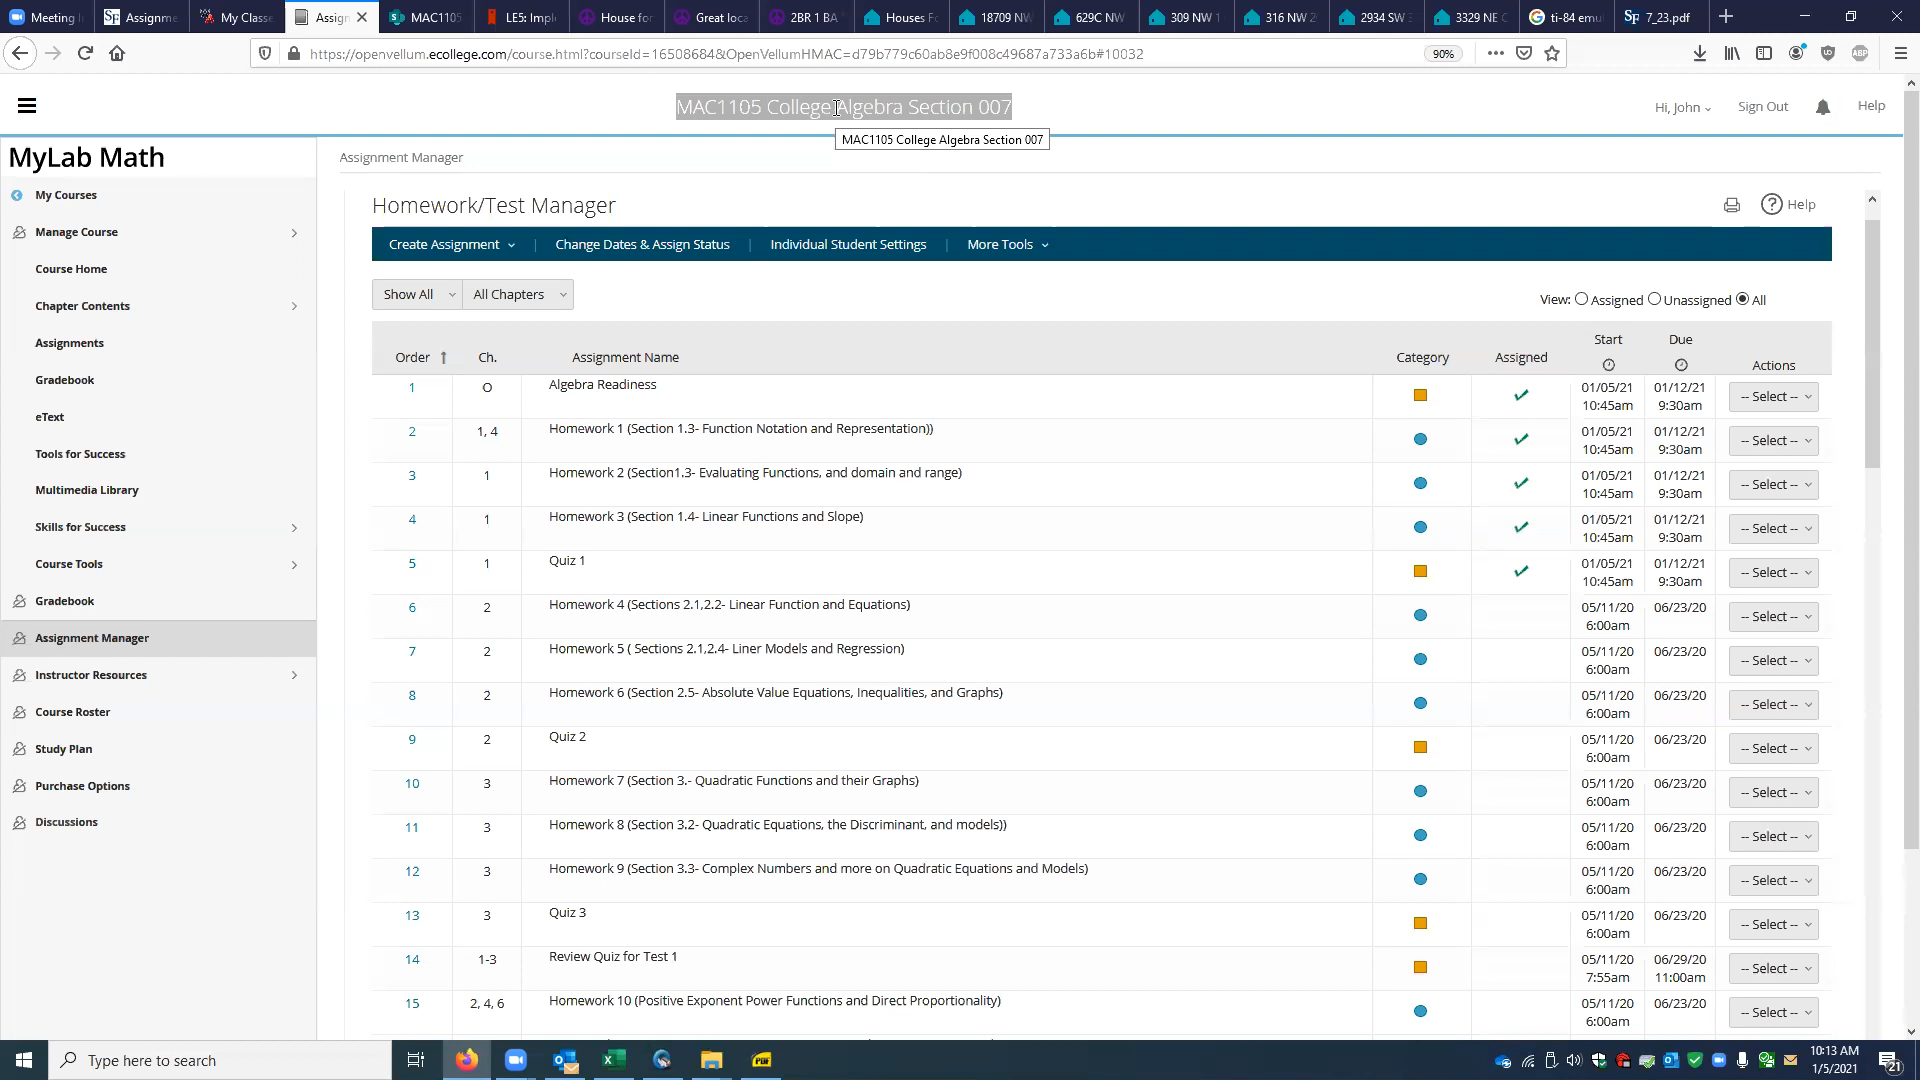 Meeting In
Assignme
My Classe
Assign
MAC1105
LE5: Imple
House for
Great loca
2BR 1 BA
Houses Fo
18709 NW
629C NW
309 NW 1
316 NW 2
2934 SW
3329 NE C
ti-84 emu
7_23.pdf
https://openvellum.ecollege.com/course.html?courseId=16508684&OpenVellumHMAC=d79b779c60ab8e9f008c49687a733a6b#10032
90%
MAC1105 College Algebra Section 007
Hi, John
Sign Out
Help
MAC1105 College Algebra Section 007
MyLab Math
My Courses
Manage Course
Course Home
Chapter Contents
Assignments
Gradebook
eText
Tools for Success
Multimedia Library
Skills for Success
Course Tools
Gradebook
Assignment Manager
Instructor Resources
Course Roster
Study Plan
Purchase Options
Discussions
Assignment Manager
Homework/Test Manager
Help
Create Assignment | Change Dates & Assign Status | Individual Student Settings | More Tools
Show All
All Chapters
View: Assigned Unassigned All
Order Ch. Assignment Name Category Assigned Start Due Actions
1 O Algebra Readiness 01/05/21 01/12/21 -- Select --
10:45am 9:30am
2 1, 4 Homework 1 (Section 1.3- Function Notation and Representation)) 01/05/21 01/12/21 -- Select --
10:45am 9:30am
3 1 Homework 2 (Section1.3- Evaluating Functions, and domain and range) 01/05/21 01/12/21 -- Select --
10:45am 9:30am
4 1 Homework 3 (Section 1.4- Linear Functions and Slope) 01/05/21 01/12/21 -- Select --
10:45am 9:30am
5 1 Quiz 1 01/05/21 01/12/21 -- Select --
10:45am 9:30am
6 2 Homework 4 (Sections 2.1,2.2- Linear Function and Equations) 05/11/20 06/23/20 -- Select --
6:00am
7 2 Homework 5 ( Sections 2.1,2.4- Liner Models and Regression) 05/11/20 06/23/20 -- Select --
6:00am
8 2 Homework 6 (Section 2.5- Absolute Value Equations, Inequalities, and Graphs) 05/11/20 06/23/20 -- Select --
6:00am
9 2 Quiz 2 05/11/20 06/23/20 -- Select --
6:00am
10 3 Homework 7 (Section 3.- Quadratic Functions and their Graphs) 05/11/20 06/23/20 -- Select --
6:00am
11 3 Homework 8 (Section 3.2- Quadratic Equations, the Discriminant, and models)) 05/11/20 06/23/20 -- Select --
6:00am
12 3 Homework 9 (Section 3.3- Complex Numbers and more on Quadratic Equations and Models) 05/11/20 06/23/20 -- Select --
6:00am
13 3 Quiz 3 05/11/20 06/23/20 -- Select --
6:00am
14 1-3 Review Quiz for Test 1 05/11/20 06/29/20 -- Select --
7:55am 11:00am
15 2, 4, 6 Homework 10 (Positive Exponent Power Functions and Direct Proportionality) 05/11/20 06/23/20 -- Select --
6:00am
Type here to search
10:13 AM
1/5/2021
21